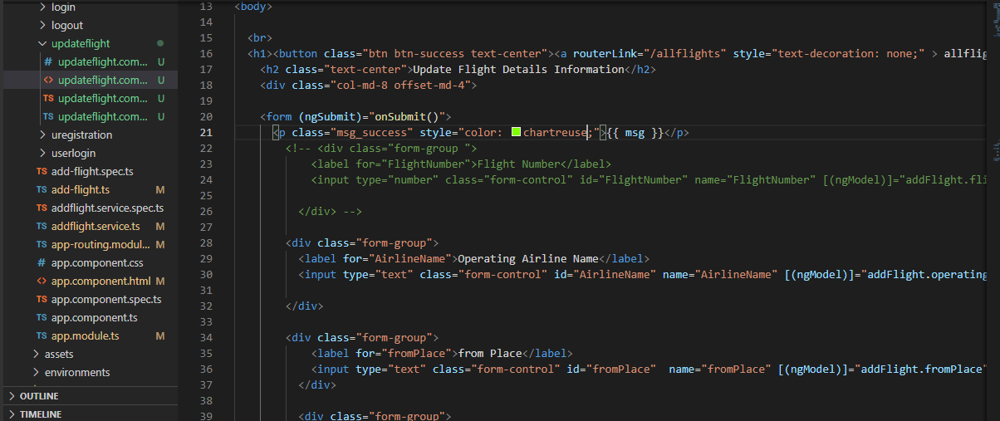 login
logout
updateflight
# updateflight.com... U
<> updateflight.com... U
TS updateflight.com... U
TS updateflight.com... U
uregistration
userlogin
TS add-flight.spec.ts
TS add-flight.ts M
TS addflight.service.spec.ts
TS addflight.service.ts M
TS app-routing.modul... M
# app.component.css
<> app.component.html M
TS app.component.spec.ts
TS app.component.ts
TS app.module.ts M
assets
environments
OUTLINE
TIMELINE
13 <body>
14
15 <br>
16 <h1><button class="btn btn-success text-center"><a routerLink="/allflights" style="text-decoration: none;" > allflig
17 <h2 class="text-center">Update Flight Details Information</h2>
18 <div class="col-md-8 offset-md-4">
19
20 <form (ngSubmit)="onSubmit()">
21 <p class="msg_success" style="color: chartreuse;">{{ msg }}</p>
22 <!-- <div class="form-group ">
23 <label for="FlightNumber">Flight Number</label>
24 <input type="number" class="form-control" id="FlightNumber" name="FlightNumber" [(ngModel)]="addFlight.fli
25
26 </div> -->
27
28 <div class="form-group">
29 <label for="AirlineName">Operating Airline Name</label>
30 <input type="text" class="form-control" id="AirlineName" name="AirlineName" [(ngModel)]="addFlight.operating
31
32 </div>
33
34 <div class="form-group">
35 <label for="fromPlace">from Place</label>
36 <input type="text" class="form-control" id="fromPlace" name="fromPlace" [(ngModel)]="addFlight.fromPlace"
37 </div>
38
39 <div class="form-group">